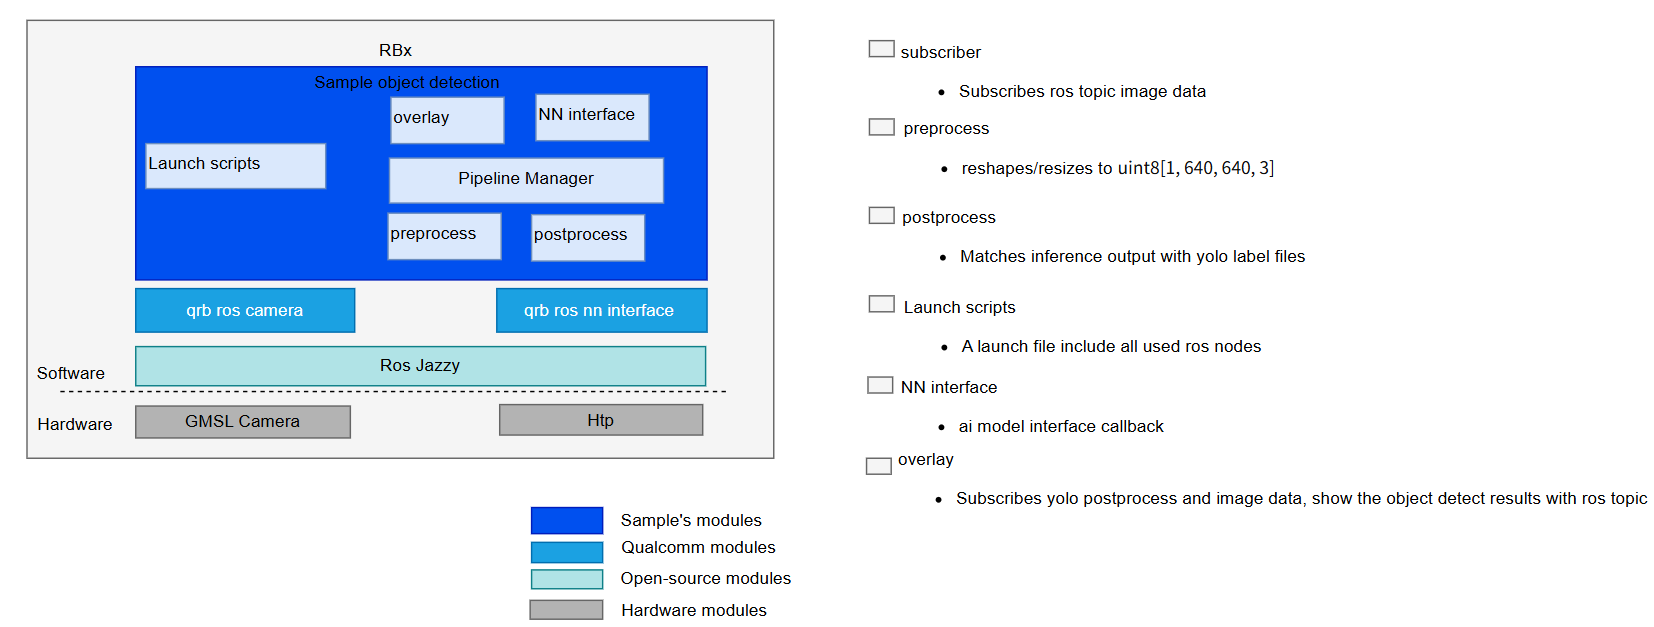 RBx
Sample object detection
overlay
NN interface
Launch scripts
Pipeline Manager
preprocess
postprocess
qrb ros camera
qrb ros nn interface
Ros Jazzy
Software
Hardware
GMSL Camera
Htp
Sample's modules
Qualcomm modules
Open-source modules
Hardware modules
subscriber
• Subscribes ros topic image data
preprocess
• reshapes/resizes to uint8[1, 640, 640, 3]
postprocess
• Matches inference output with yolo label files
Launch scripts
• A launch file include all used ros nodes
NN interface
• ai model interface callback
overlay
• Subscribes yolo postprocess and image data, show the object detect results with ros topic